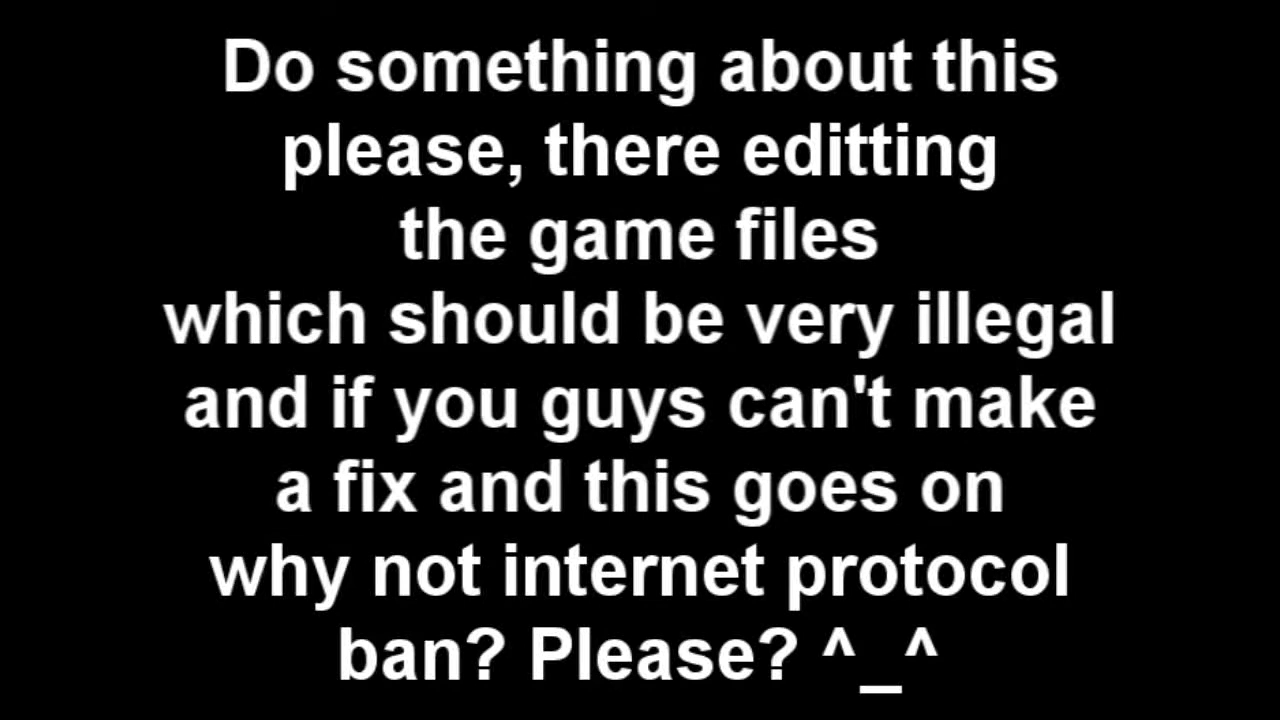 Do something about this
please, there editting
the game files
which should be very illegal
and if you guys can't make
a fix and this goes on
why not internet protocol
ban? Please? ^_^